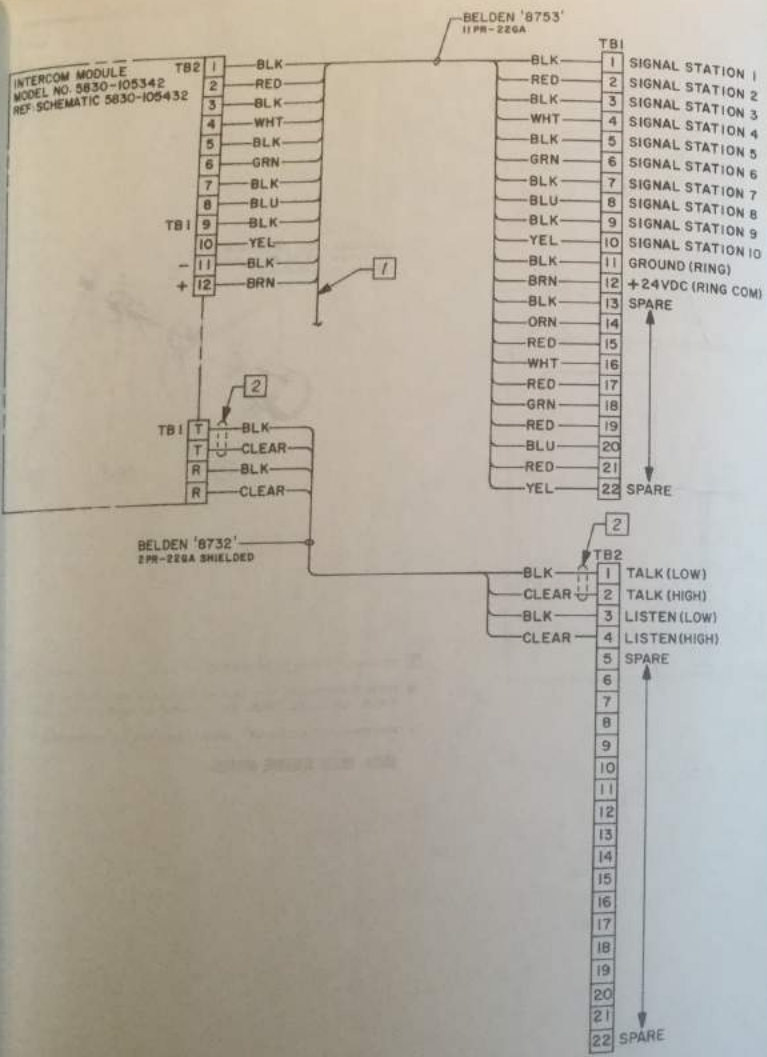 BELDEN '8753'
11 PR-22GA
INTERCOM MODULE
MODEL NO. 5830-105342
REF: SCHEMATIC 5830-105432
TB2 1 BLK
2 RED
3 BLK
4 WHT
5 BLK
6 GRN
7 BLK
8 BLU
TB1 9 BLK
10 YEL
- 11 BLK
+ 12 BRN
1
TB1
BLK 1 SIGNAL STATION 1
RED 2 SIGNAL STATION 2
BLK 3 SIGNAL STATION 3
WHT 4 SIGNAL STATION 4
BLK 5 SIGNAL STATION 5
GRN 6 SIGNAL STATION 6
BLK 7 SIGNAL STATION 7
BLU 8 SIGNAL STATION 8
BLK 9 SIGNAL STATION 9
YEL 10 SIGNAL STATION 10
BLK 11 GROUND (RING)
BRN 12 +24VDC (RING COM)
BLK 13 SPARE
ORN 14
RED 15
WHT 16
RED 17
GRN 18
RED 19
BLU 20
RED 21
YEL 22 SPARE
2
TB1 T BLK
T CLEAR
R BLK
R CLEAR
BELDEN '8732'
2PR-22GA SHIELDED
2
TB2
BLK 1 TALK (LOW)
CLEAR 2 TALK (HIGH)
BLK 3 LISTEN (LOW)
CLEAR 4 LISTEN (HIGH)
5 SPARE
6
7
8
9
10
11
12
13
14
15
16
17
18
19
20
21
22 SPARE